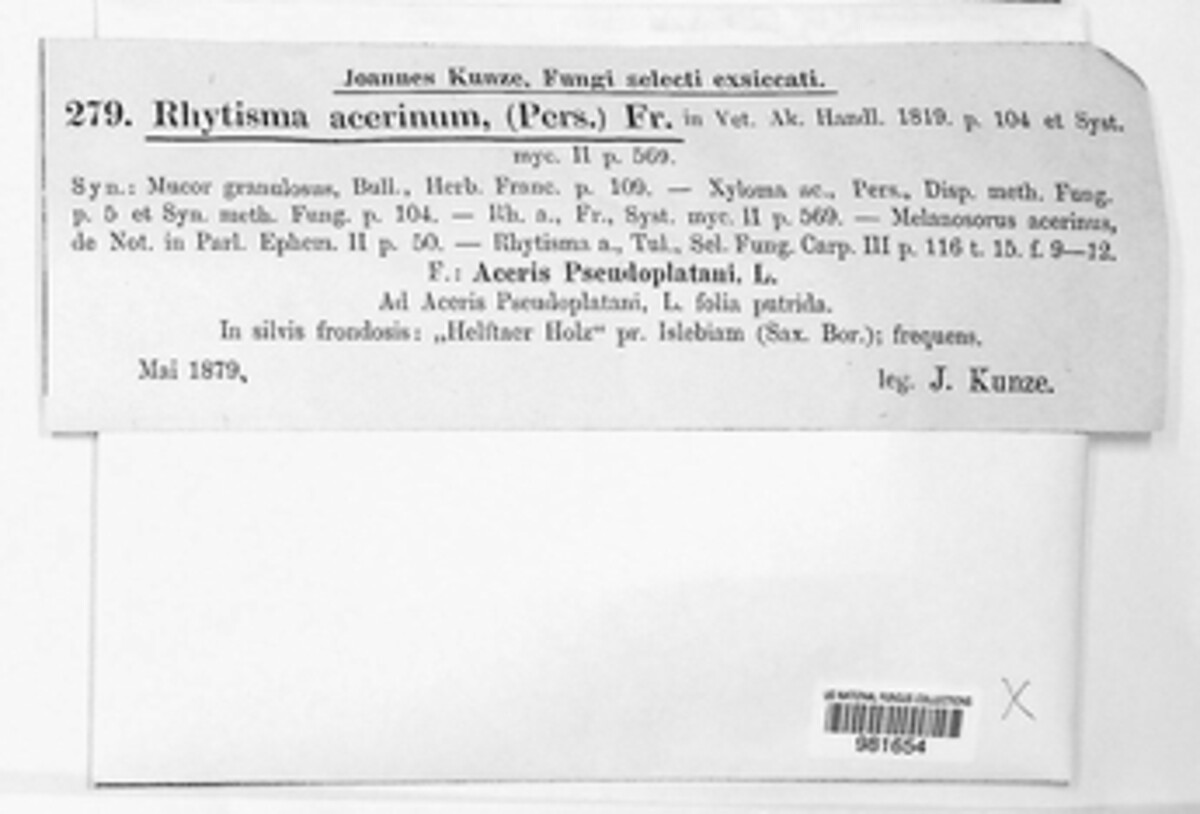 Joannes Kunze, Fungi selecti exsiccati.
279. Rhytisma acerinum, (Pers.) Fr. in Vet. Ak. Handl. 1819. p. 104 et Syst.
myc. II p. 569.
Syn.: Mucor granulosus, Bull., Herb. Franc. p. 109. — Xyloma ac., Pers., Disp. meth. Fung.
p. 5 et Syn. meth. Fung. p. 104. — Rh. a., Fr., Syst. myc. II p. 569. — Melanosorus acerinus,
de Not. in Parl. Ephem. II p. 50. — Rhytisma a., Tul., Sel. Fung. Carp. III p. 116 t. 15. f. 9—12.
F.: Aceris Pseudoplatani, L.
Ad Aceris Pseudoplatani, L. folia putrida.
In silvis frondosis: „Helftaer Holz“ pr. Islebiam (Sax. Bor.); frequens.
Mai 1879.
leg. J. Kunze.
US NATIONAL FUNGUS COLLECTIONS
981654
X